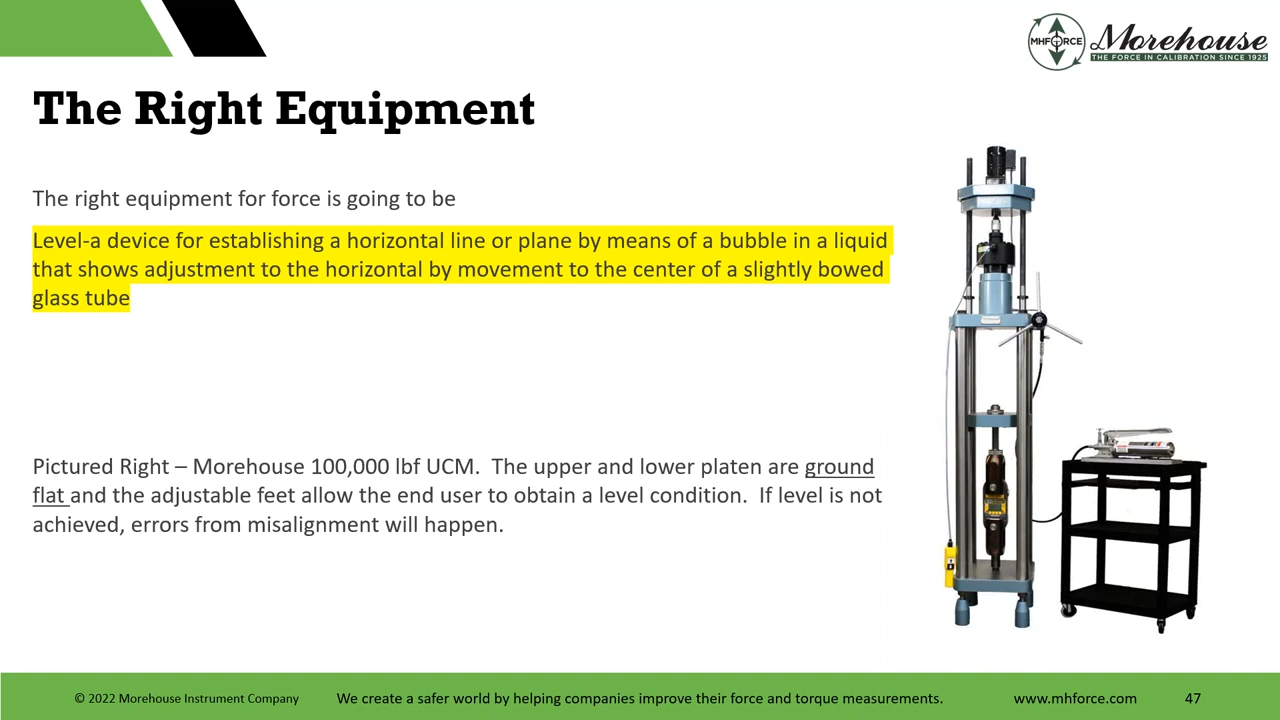 MHFORCE
Morehouse
THE FORCE IN CALIBRATION SINCE 1925
The Right Equipment
The right equipment for force is going to be
Level-a device for establishing a horizontal line or plane by means of a bubble in a liquid
that shows adjustment to the horizontal by movement to the center of a slightly bowed
glass tube
Pictured Right – Morehouse 100,000 lbf UCM.  The upper and lower platen are ground
flat and the adjustable feet allow the end user to obtain a level condition.  If level is not
achieved, errors from misalignment will happen.
© 2022 Morehouse Instrument Company
We create a safer world by helping companies improve their force and torque measurements.
www.mhforce.com
47